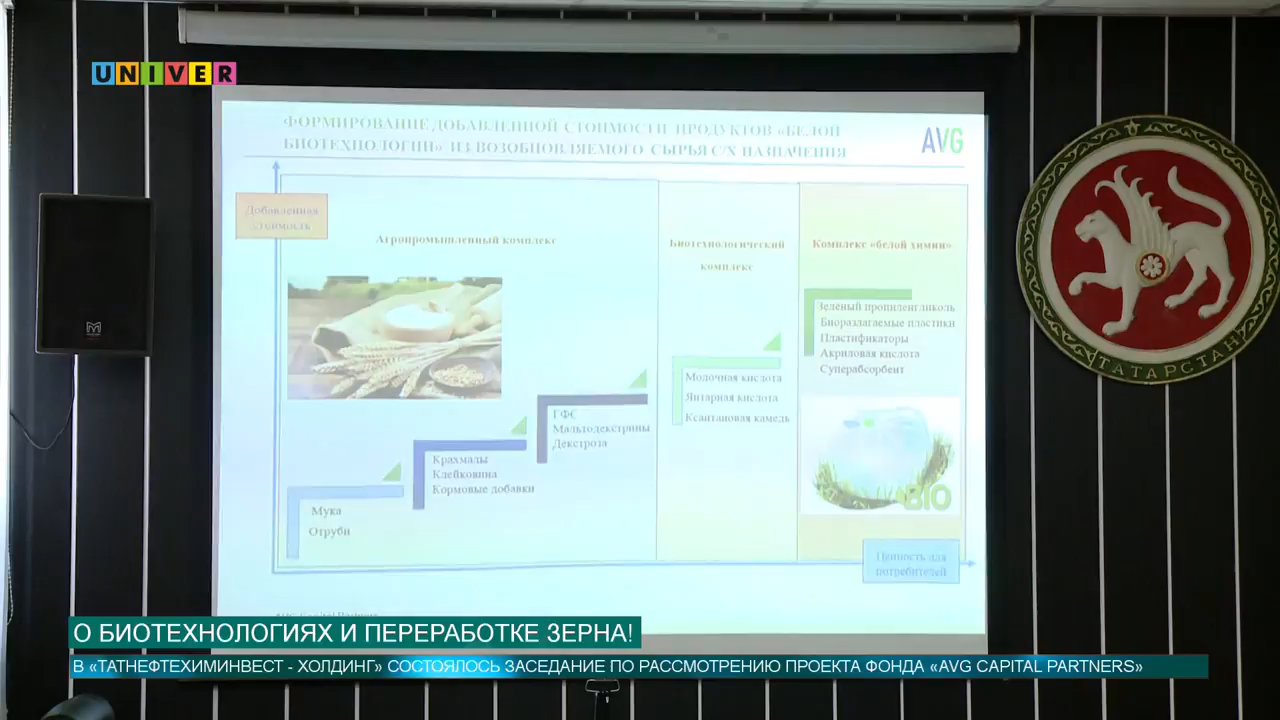 UNIVER
ФОРМИРОВАНИЕ ДОБАВЛЕННОЙ СТОИМОСТИ ПРОДУКТОВ «БЕЛОЙ
БИОТЕХНОЛОГИИ» ИЗ ВОЗОБНОВЛЯЕМОГО СЫРЬЯ С/Х НАЗНАЧЕНИЯ
AVG
Добавленная
стоимость
Агропромышленный комплекс
Биотехнологический
комплекс
Комплекс «белой химии»
Зеленый пропиленгликоль
Биоразлагаемые пластики
Пластификаторы
Акриловая кислота
Суперабсорбент
Молочная кислота
Янтарная кислота
Ксантановая камедь
ГФС
Мальтодекстрины
Декстроза
Крахмалы
Клейковина
Кормовые добавки
Мука
Отруби
BIO
Ценность для
потребителей
AVG Capital Partners
ТАТАРСТАН
О БИОТЕХНОЛОГИЯХ И ПЕРЕРАБОТКЕ ЗЕРНА!
В «ТАТНЕФТЕХИМИНВЕСТ - ХОЛДИНГ» СОСТОЯЛОСЬ ЗАСЕДАНИЕ ПО РАССМОТРЕНИЮ ПРОЕКТА ФОНДА «AVG CAPITAL PARTNERS»